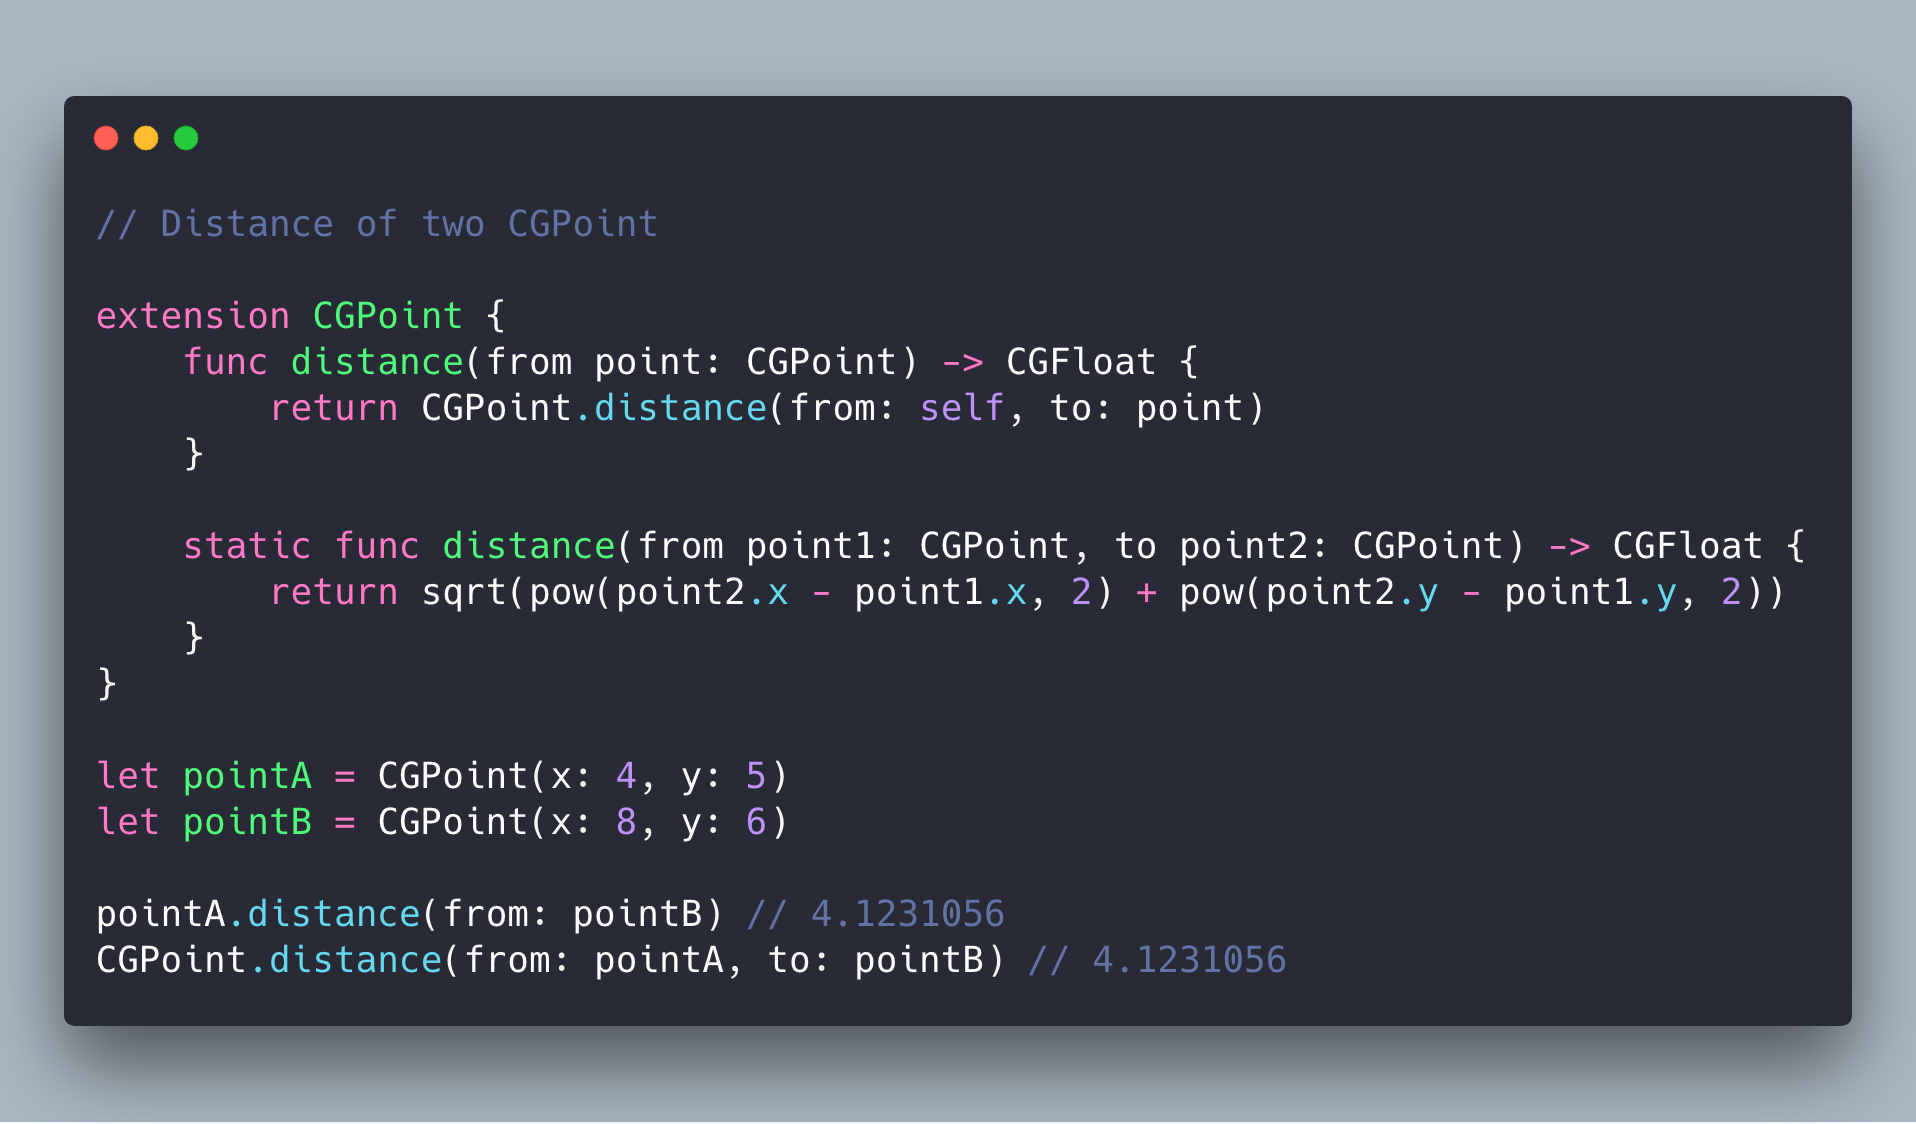 // Distance of two CGPoint
extension CGPoint {
    func distance(from point: CGPoint) -> CGFloat {
        return CGPoint.distance(from: self, to: point)
    }
    static func distance(from point1: CGPoint, to point2: CGPoint) -> CGFloat {
        return sqrt(pow(point2.x - point1.x, 2) + pow(point2.y - point1.y, 2))
    }
}
let pointA = CGPoint(x: 4, y: 5)
let pointB = CGPoint(x: 8, y: 6)
pointA.distance(from: pointB) // 4.1231056
CGPoint.distance(from: pointA, to: pointB) // 4.1231056